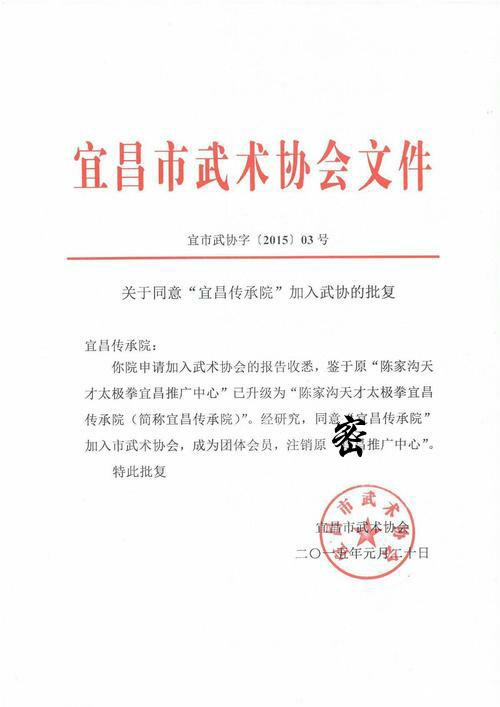 宜昌市武术协会文件
宜市武协字〔2015〕03号
关于同意“宜昌传承院”加入武协的批复
宜昌传承院：
你院申请加入武术协会的报告收悉，鉴于原“陈家沟天
才太极拳宜昌推广中心”已升级为“陈家沟天才太极拳宜昌
传承院（简称宜昌传承院）”。经研究，同意“宜昌传承院”
加入市武术协会，成为团体会员，注销原 密 推广中心”。
特此批复
宜昌市武术协会
二〇一五年元月二十日
宜昌市武术协会